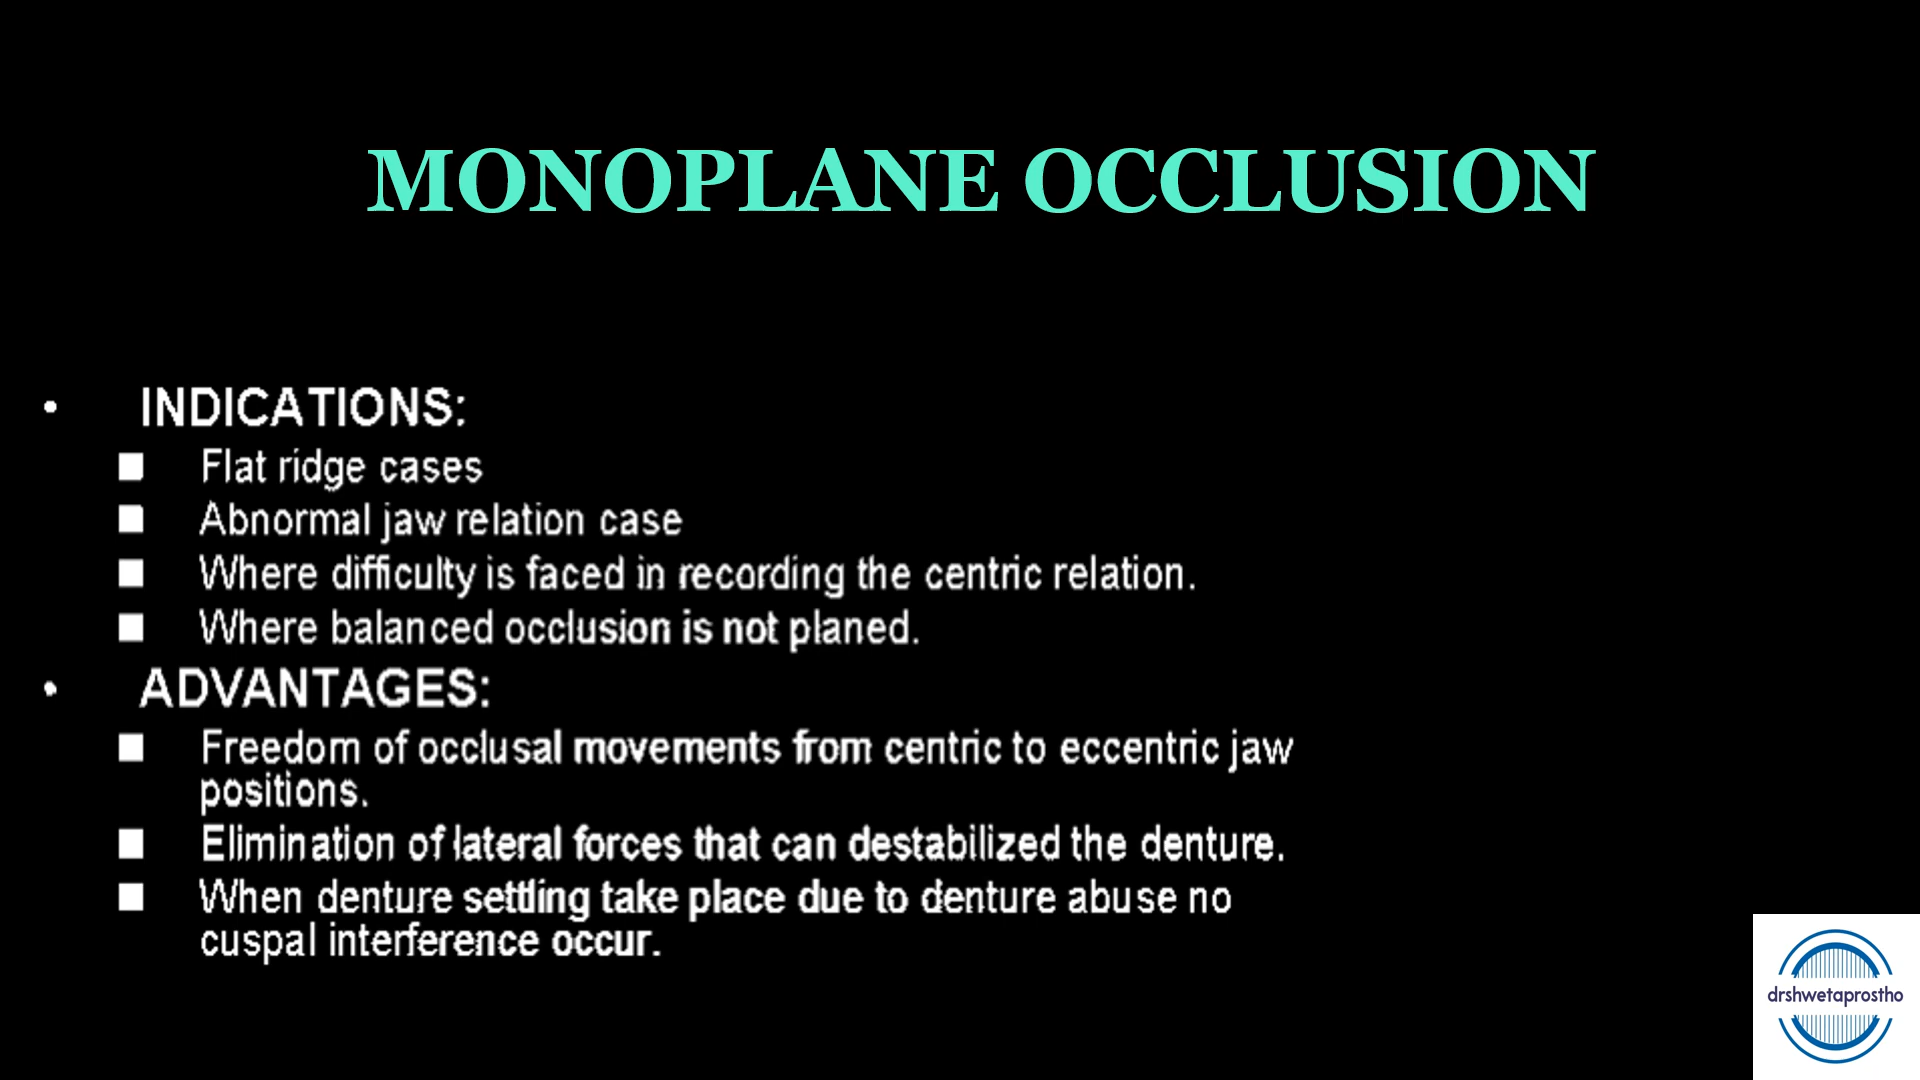 MONOPLANE OCCLUSION
• INDICATIONS:
■ Flat ridge cases
■ Abnormal jaw relation case
■ Where difficulty is faced in recording the centric relation.
■ Where balanced occlusion is not planed.
• ADVANTAGES:
■ Freedom of occlusal movements from centric to eccentric jaw
positions.
■ Elimination of lateral forces that can destabilized the denture.
■ When denture settling take place due to denture abuse no
cuspal interference occur.
drshwetaprostho